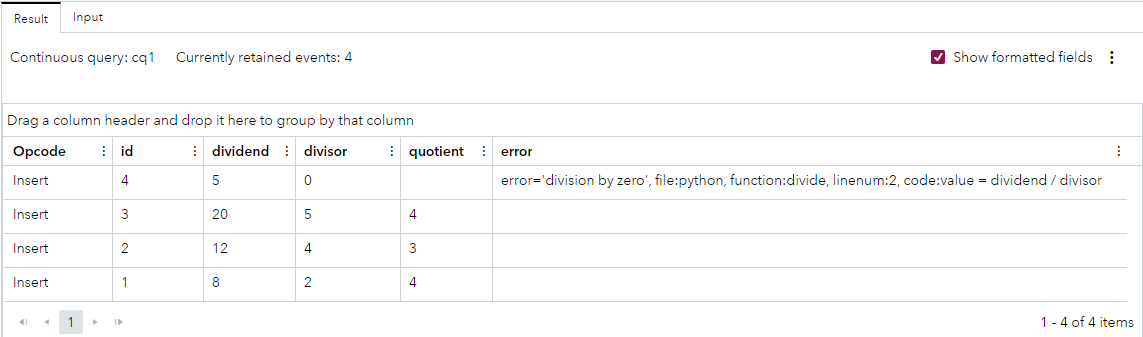 Result Input
Continuous query: cq1 Currently retained events: 4 Show formatted fields
Drag a column header and drop it here to group by that column
Opcode id dividend divisor quotient error
Insert 4 5 0 error='division by zero', file:python, function:divide, linenum:2, code:value = dividend / divisor
Insert 3 20 5 4
Insert 2 12 4 3
Insert 1 8 2 4
1 1 - 4 of 4 items